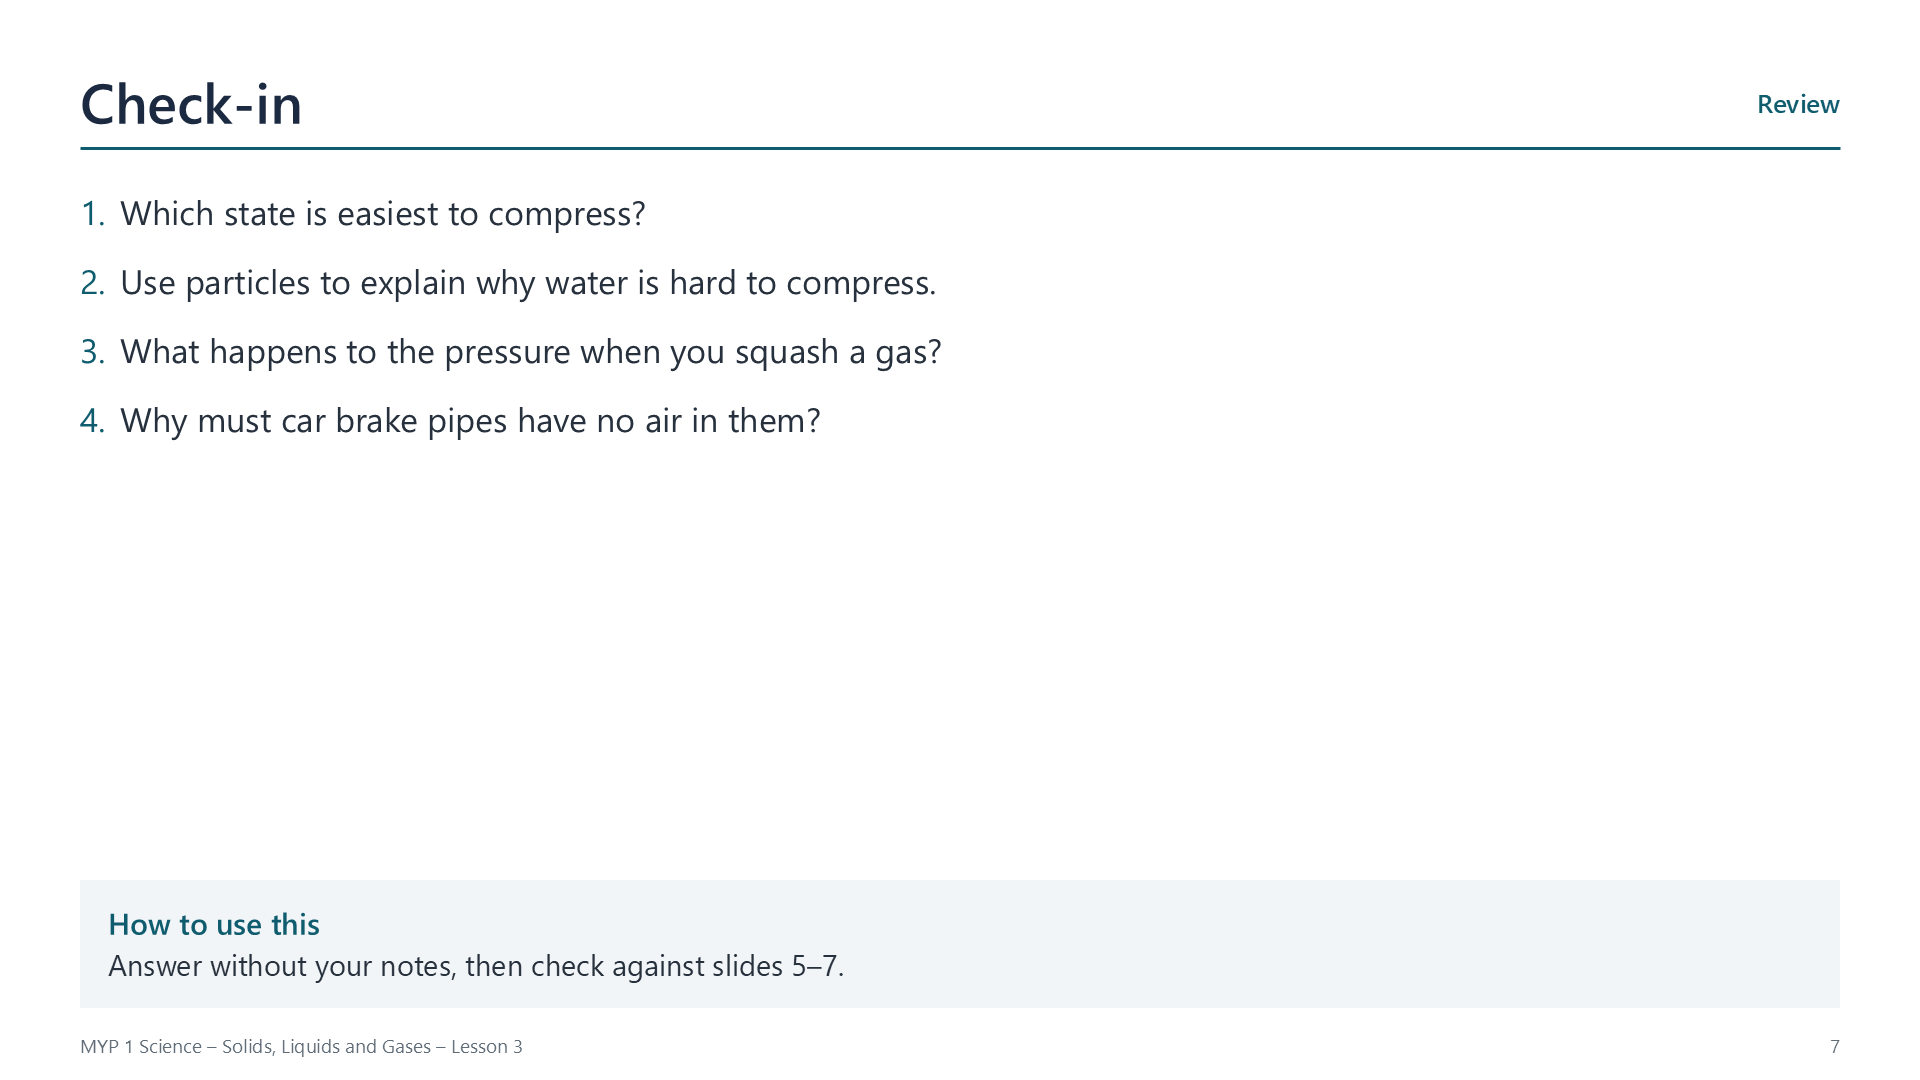 Check-in
Review
1. Which state is easiest to compress?
2. Use particles to explain why water is hard to compress.
3. What happens to the pressure when you squash a gas?
4. Why must car brake pipes have no air in them?
How to use this
Answer without your notes, then check against slides 5–7.
MYP 1 Science – Solids, Liquids and Gases – Lesson 3
7